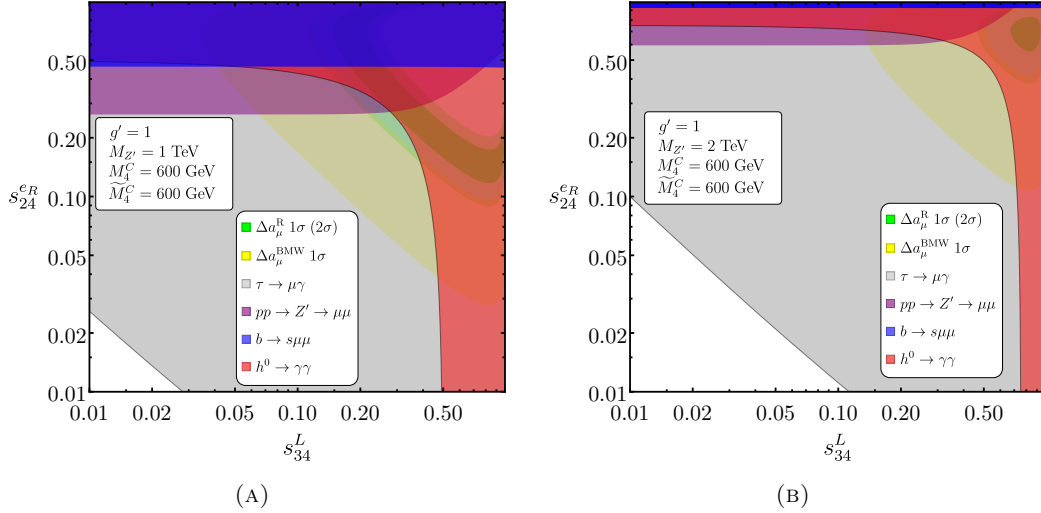 0.50
0.20
0.10
0.05
0.02
0.01
s_{24}^{e_R}
g′ = 1
M_{Z′} = 1 TeV
M_4^C = 600 GeV
M̃_4^C = 600 GeV
Δa_μ^R 1σ (2σ)
Δa_μ^{BMW} 1σ
τ → μγ
pp → Z′ → μμ
b → sμμ
h^0 → γγ
0.01 0.02 0.05 0.10 0.20 0.50
s_{34}^L
(A)
0.50
0.20
0.10
0.05
0.02
0.01
s_{24}^{e_R}
g′ = 1
M_{Z′} = 2 TeV
M_4^C = 600 GeV
M̃_4^C = 600 GeV
Δa_μ^R 1σ (2σ)
Δa_μ^{BMW} 1σ
τ → μγ
pp → Z′ → μμ
b → sμμ
h^0 → γγ
0.01 0.02 0.05 0.10 0.20 0.50
s_{34}^L
(B)